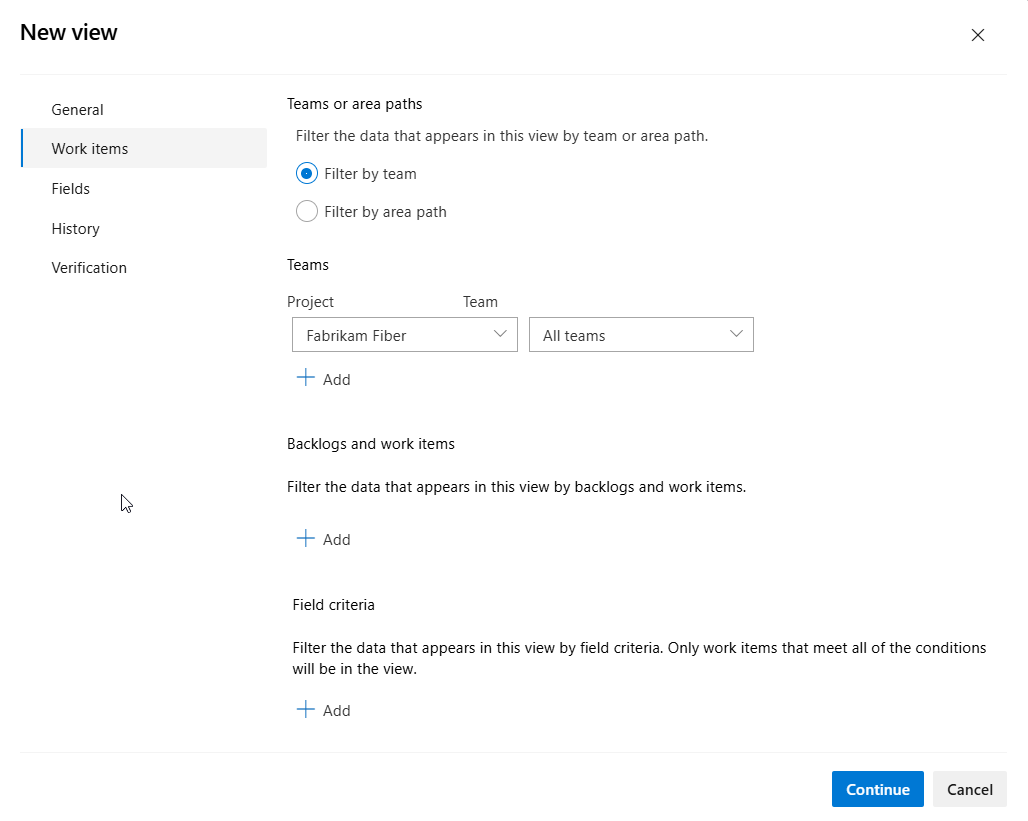 New view
General
Work items
Fields
History
Verification
Teams or area paths
Filter the data that appears in this view by team or area path.
Filter by team
Filter by area path
Teams
Project Team
Fabrikam Fiber All teams
Add
Backlogs and work items
Filter the data that appears in this view by backlogs and work items.
Add
Field criteria
Filter the data that appears in this view by field criteria. Only work items that meet all of the conditions
will be in the view.
Add
Continue Cancel